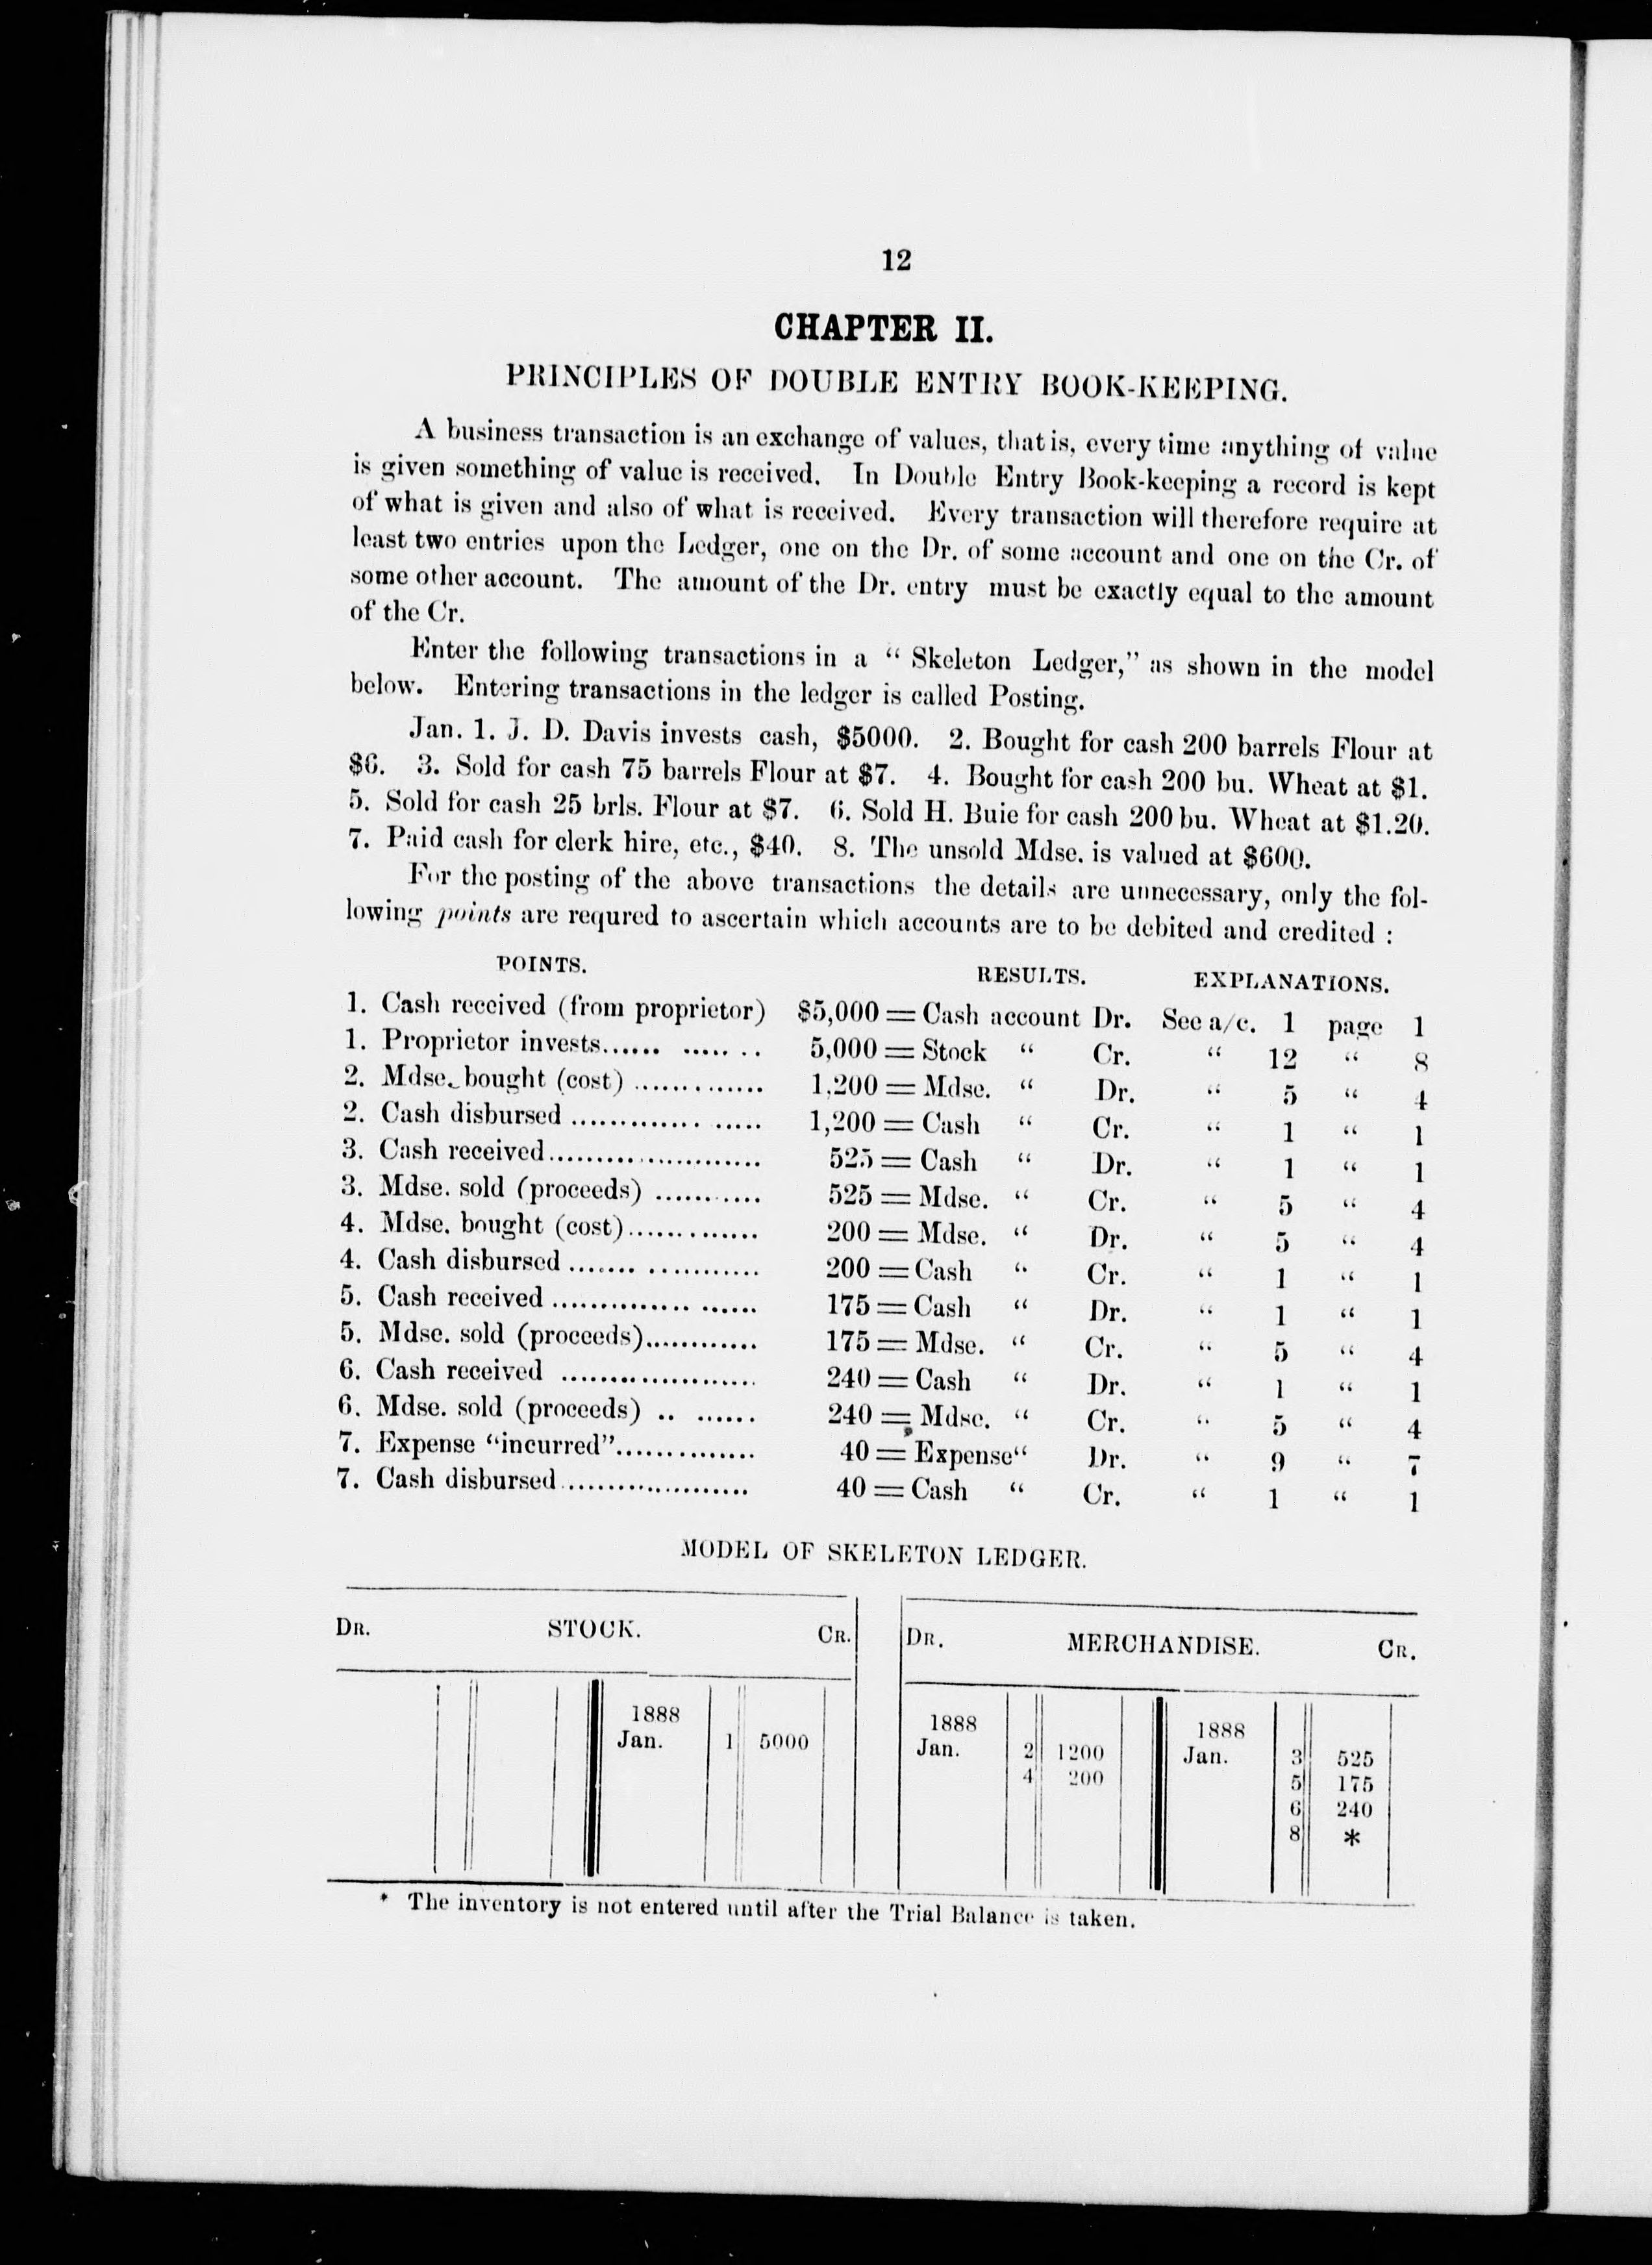 12
CHAPTER II.
PRINCIPLES OF DOUBLE ENTRY BOOK-KEEPING.
A business transaction is an exchange of values, that is, every time anything of value
is given something of value is received. In Double Entry Book-keeping a record is kept
of what is given and also of what is received. Every transaction will therefore require at
least two entries upon the Ledger, one on the Dr. of some account and one on the Cr. of
some other account. The amount of the Dr. entry must be exactly equal to the amount
of the Cr.
Enter the following transactions in a “ Skeleton Ledger,” as shown in the model
below. Entering transactions in the ledger is called Posting.
Jan. 1. J. D. Davis invests cash, $5000. 2. Bought for cash 200 barrels Flour at
$6. 3. Sold for cash 75 barrels Flour at $7. 4. Bought for cash 200 bu. Wheat at $1.
5. Sold for cash 25 brls. Flour at $7. 6. Sold H. Buie for cash 200 bu. Wheat at $1.20.
7. Paid cash for clerk hire, etc., $40. 8. The unsold Mdse. is valued at $600.
For the posting of the above transactions the details are unnecessary, only the fol-
lowing points are requred to ascertain which accounts are to be debited and credited :
POINTS. RESULTS. EXPLANATIONS.
1. Cash received (from proprietor) $5,000 = Cash account Dr. See a/c. 1 page 1
1. Proprietor invests............. 5,000 = Stock “ Cr. “ 12 “ 8
2. Mdse. bought (cost) ............. 1,200 = Mdse. “ Dr. “ 5 “ 4
2. Cash disbursed .................. 1,200 = Cash “ Cr. “ 1 “ 1
3. Cash received...................... 525 = Cash “ Dr. “ 1 “ 1
3. Mdse. sold (proceeds) ........... 525 = Mdse. “ Cr. “ 5 “ 4
4. Mdse. bought (cost)............. 200 = Mdse. “ Dr. “ 5 “ 4
4. Cash disbursed .................... 200 = Cash “ Cr. “ 1 “ 1
5. Cash received ..................... 175 = Cash “ Dr. “ 1 “ 1
5. Mdse. sold (proceeds)............. 175 = Mdse. “ Cr. “ 5 “ 4
6. Cash received .................... 240 = Cash “ Dr. “ 1 “ 1
6. Mdse. sold (proceeds) .. ....... 240 = Mdse. “ Cr. “ 5 “ 4
7. Expense “incurred”.............. 40 = Expense“ Dr. “ 9 “ 7
7. Cash disbursed .................... 40 = Cash “ Cr. “ 1 “ 1
MODEL OF SKELETON LEDGER.
DR. STOCK. CR. DR. MERCHANDISE. CR.
1888 1888 1888
Jan. 1 5000 Jan. 2 1200 Jan. 3 525
4 200 5 175
6 240
8 *
* The inventory is not entered until after the Trial Balance is taken.